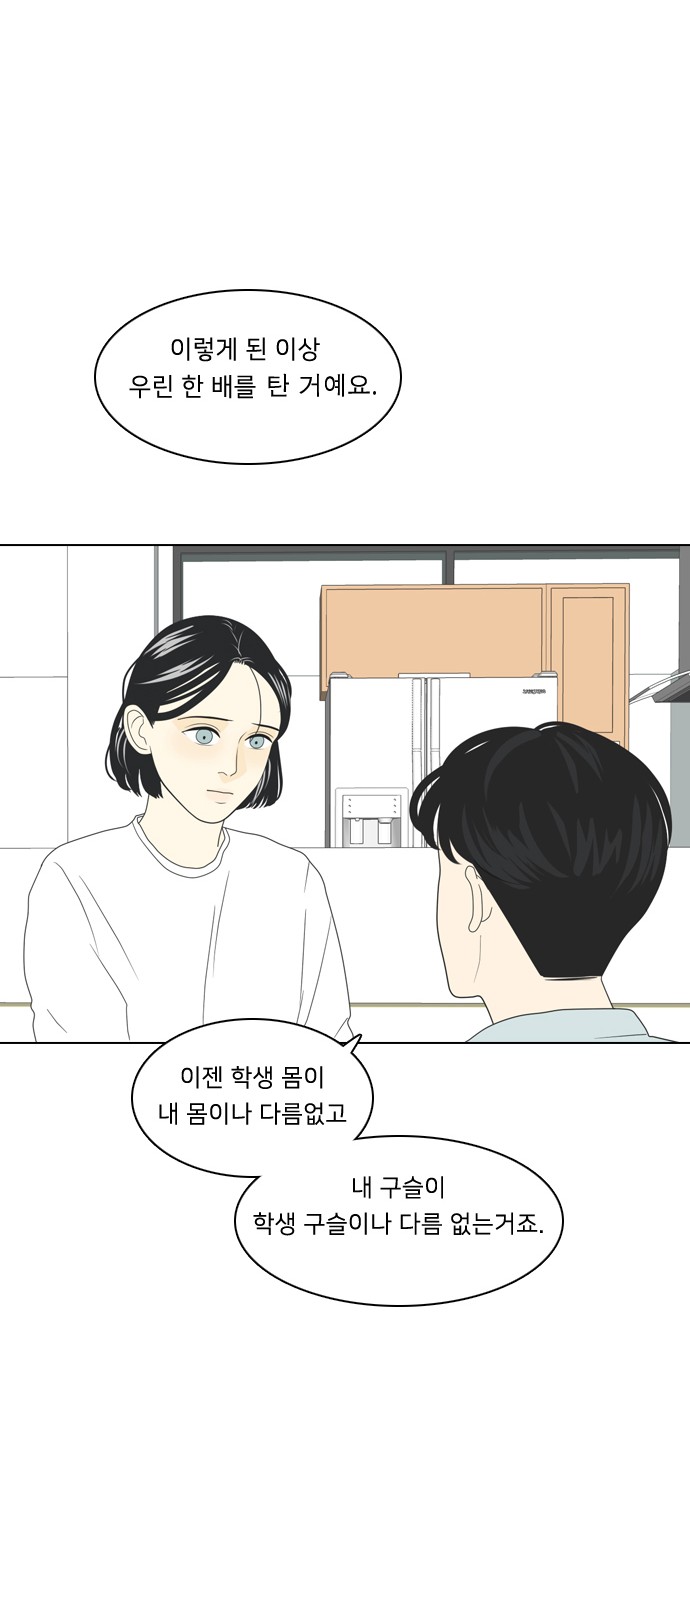 이렇게 된 이상
우린 한 배를 탄 거예요.
이젠 학생 몸이
내 몸이나 다름없고
내 구슬이
학생 구슬이나 다름 없는거죠.